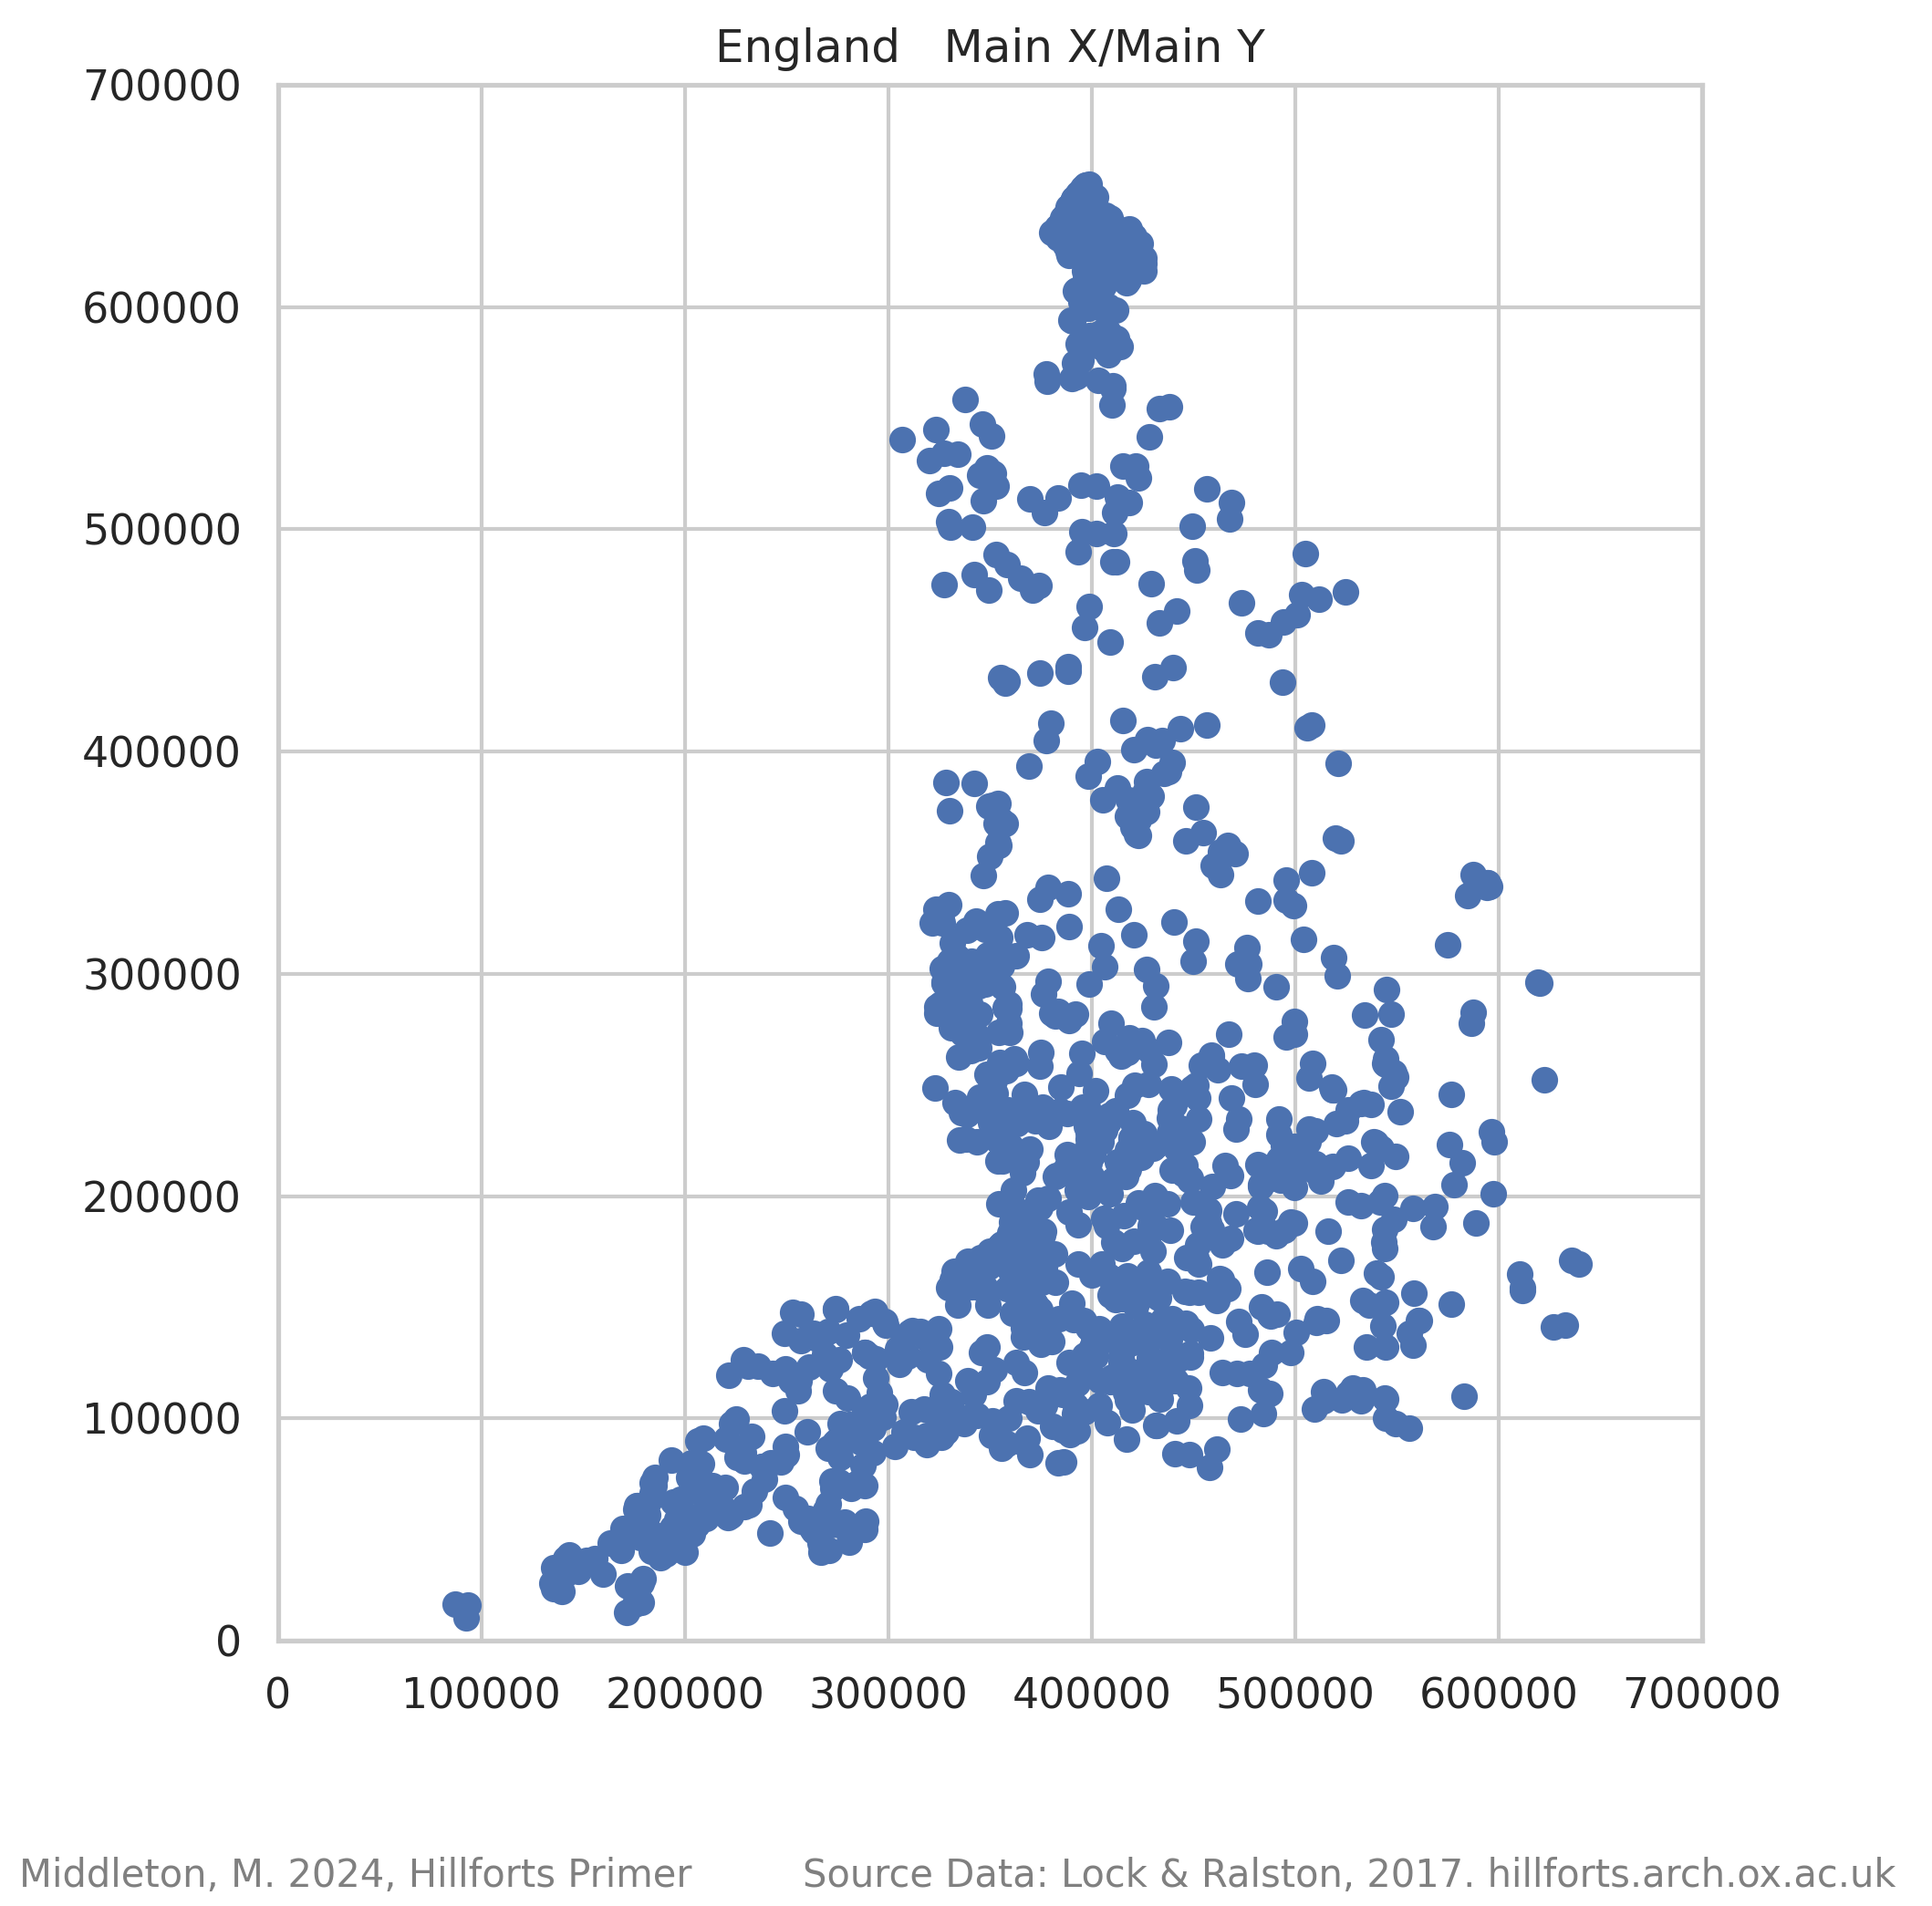 England   Main X/Main Y
700000
600000
500000
400000
300000
200000
100000
0
0 100000 200000 300000 400000 500000 600000 700000
Middleton, M. 2024, Hillforts Primer
Source Data: Lock & Ralston, 2017. hillforts.arch.ox.ac.uk